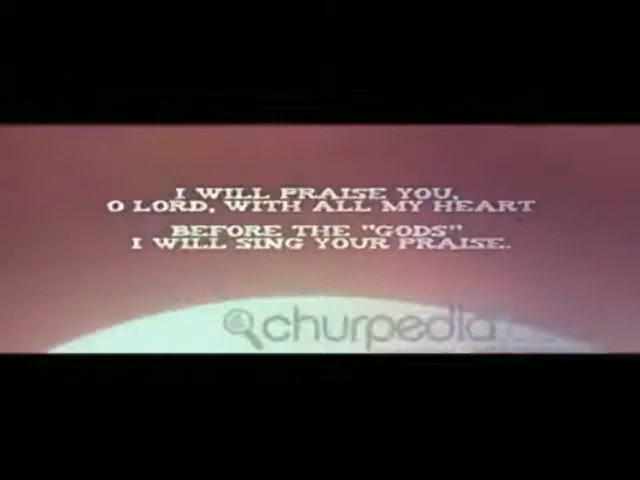 I WILL PRAISE YOU,
O LORD, WITH ALL MY HEART
BEFORE THE "GODS"
I WILL SING YOUR PRAISE.
churpedia